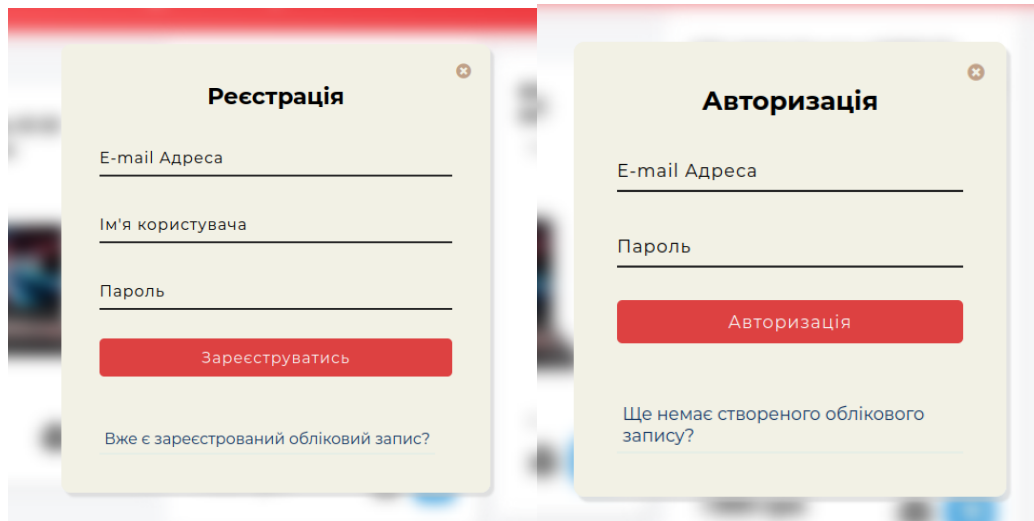 Реєстрація
E-mail Адреса
Ім'я користувача
Пароль
Зареєструватись
Вже є зареєстрований обліковий запис?
Авторизація
E-mail Адреса
Пароль
Авторизація
Ще немає створеного облікового
запису?